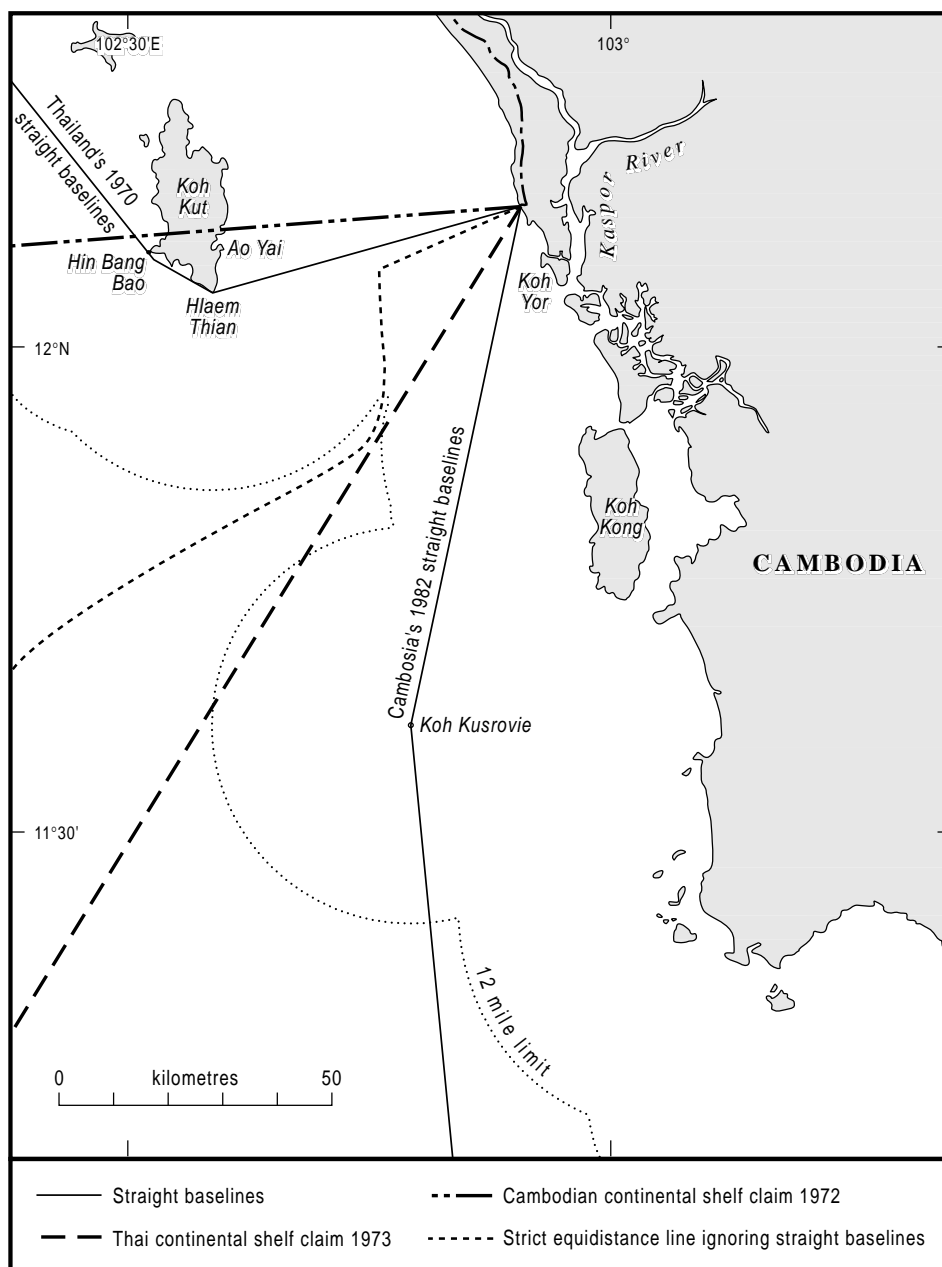 102°30'E
103°
Thailand's 1970
straight baselines
Koh
Kut
Kaspor River
Hin Bang
Bao
Ao Yai
Hlaem
Thian
Koh
Yor
12°N
Cambosia's 1982 straight baselines
Koh
Kong
CAMBODIA
Koh Kusrovie
11°30'
12 mile limit
0 kilometres 50
Straight baselines
Cambodian continental shelf claim 1972
Thai continental shelf claim 1973
Strict equidistance line ignoring straight baselines